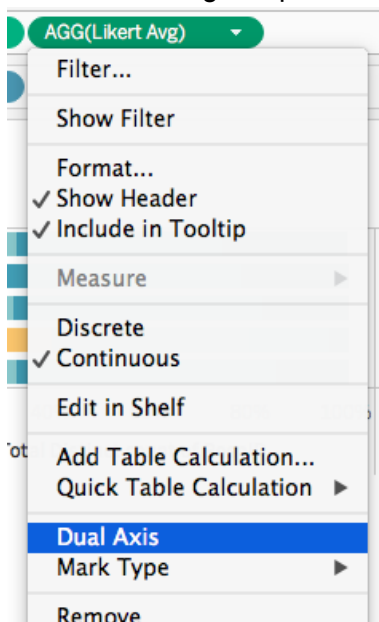 AGG(Likert Avg)
Filter...
Show Filter
Format...
✓ Show Header
✓ Include in Tooltip
Measure
Discrete
✓ Continuous
Edit in Shelf
Add Table Calculation...
Quick Table Calculation
Dual Axis
Mark Type
Remove